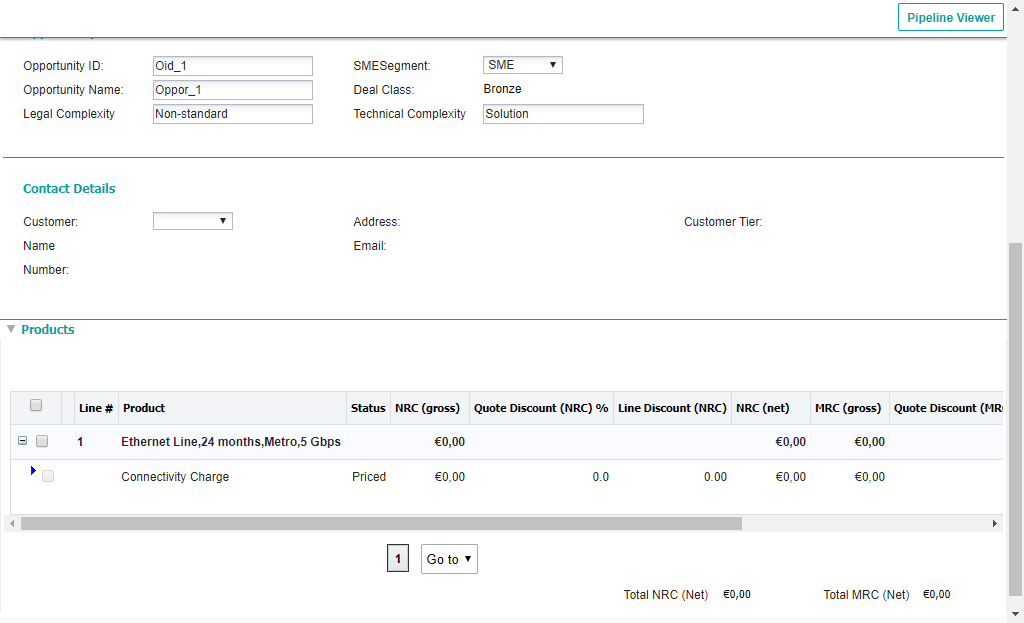 Pipeline Viewer
Opportunity ID: Oid_1 SMESegment: SME
Opportunity Name: Oppor_1 Deal Class: Bronze
Legal Complexity Non-standard Technical Complexity Solution
Contact Details
Customer: Address: Customer Tier:
Name Email:
Number:
Products
Line # Product Status NRC (gross) Quote Discount (NRC) % Line Discount (NRC) NRC (net) MRC (gross) Quote Discount (MR
1 Ethernet Line,24 months,Metro,5 Gbps €0,00 €0,00 €0,00
Connectivity Charge Priced €0,00 0.0 0.00 €0,00 €0,00
1 Go to
Total NRC (Net) €0,00 Total MRC (Net) €0,00